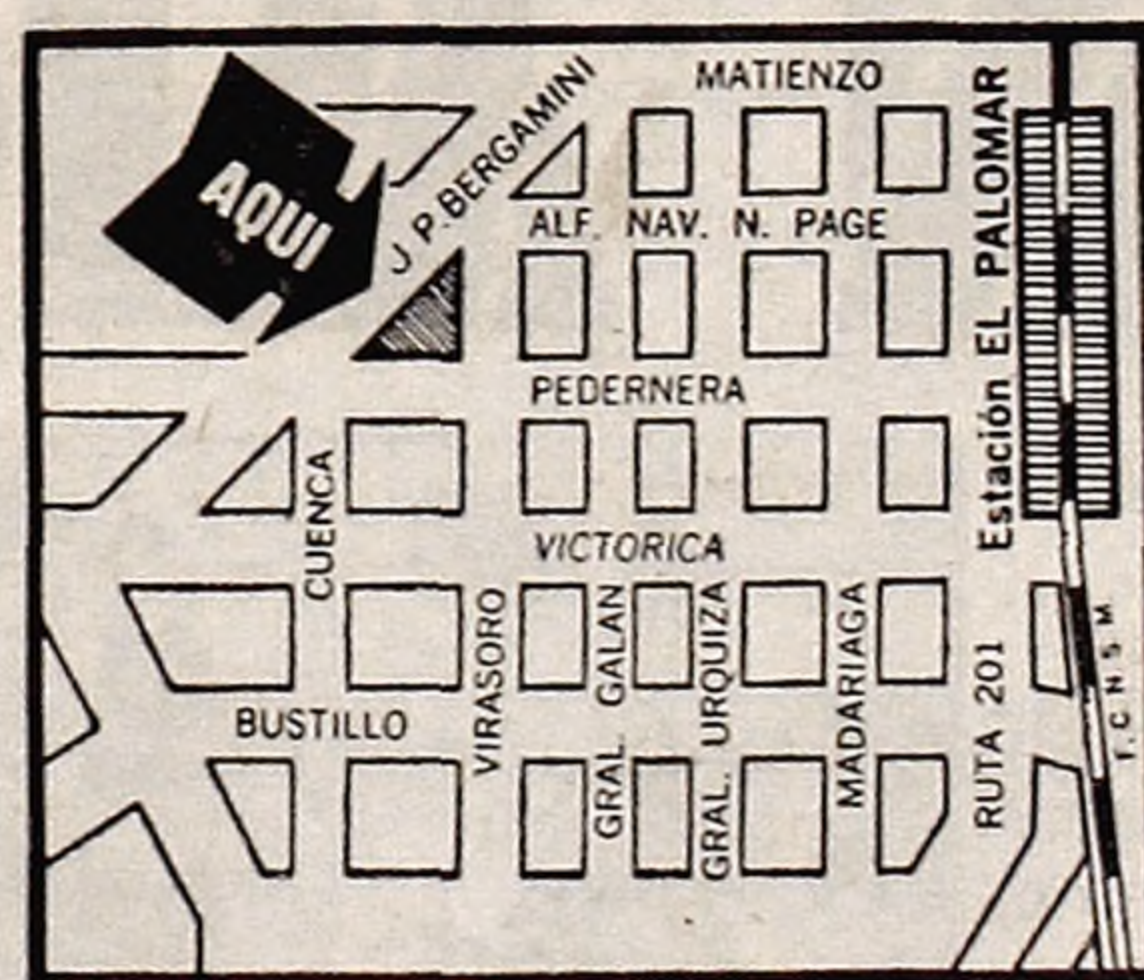 MATIENZO
AQUI
J P. BERGAMINI
ALF. NAV. N. PAGE
Estación EL PALOMAR
PEDERNERA
CUENCA
VICTORICA
VIRASORO
GRAL. GALAN
GRAL. URQUIZA
MADARIAGA
BUSTILLO
RUTA 201
F. C N S M